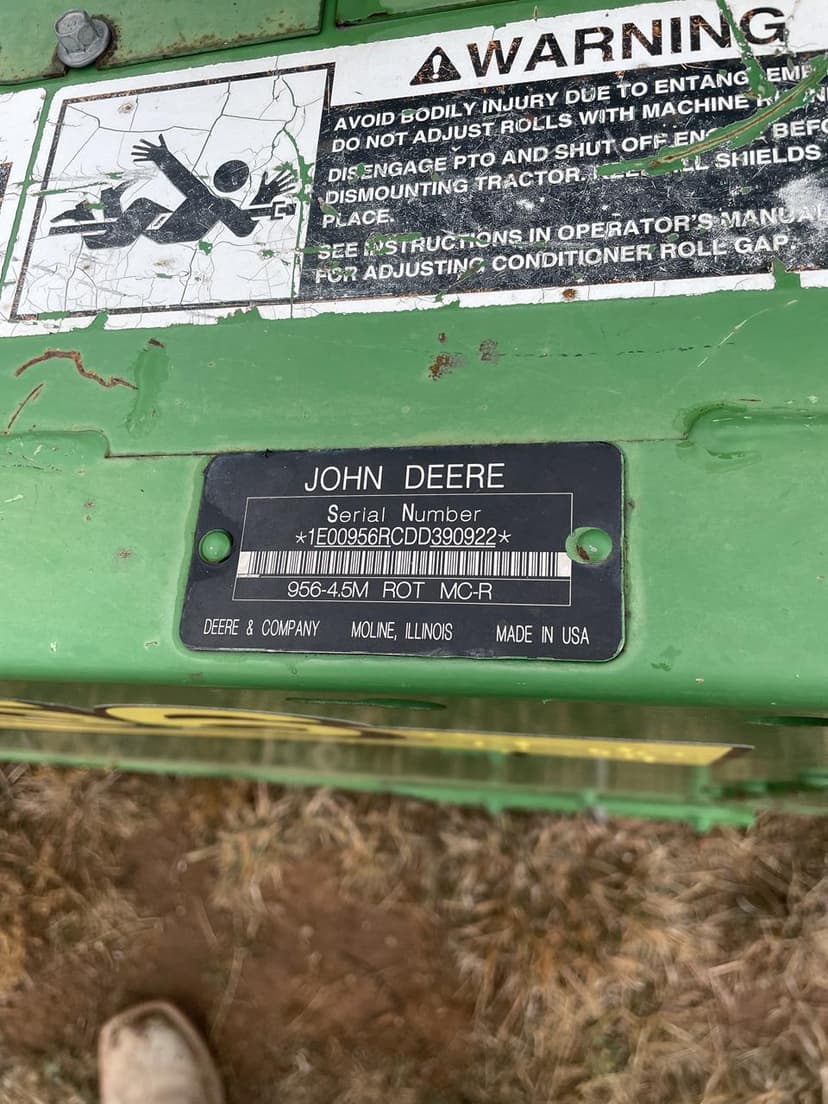 WARNING
AVOID BODILY INJURY DUE TO
DO NOT ADJUST ROLLS WITH MACHINE
DISENGAGE PTO AND SHUT OFF
DISMOUNTING TRACTOR. SHIELDS
PLACE.
SEE INSTRUCTIONS IN OPERATOR'S MANUAL
FOR ADJUSTING CONDITIONER ROLL GAP
JOHN DEERE
Serial Number
*1E00956RCDD390922*
956-4.5M ROT MC-R
DEERE & COMPANY MOLINE, ILLINOIS MADE IN USA